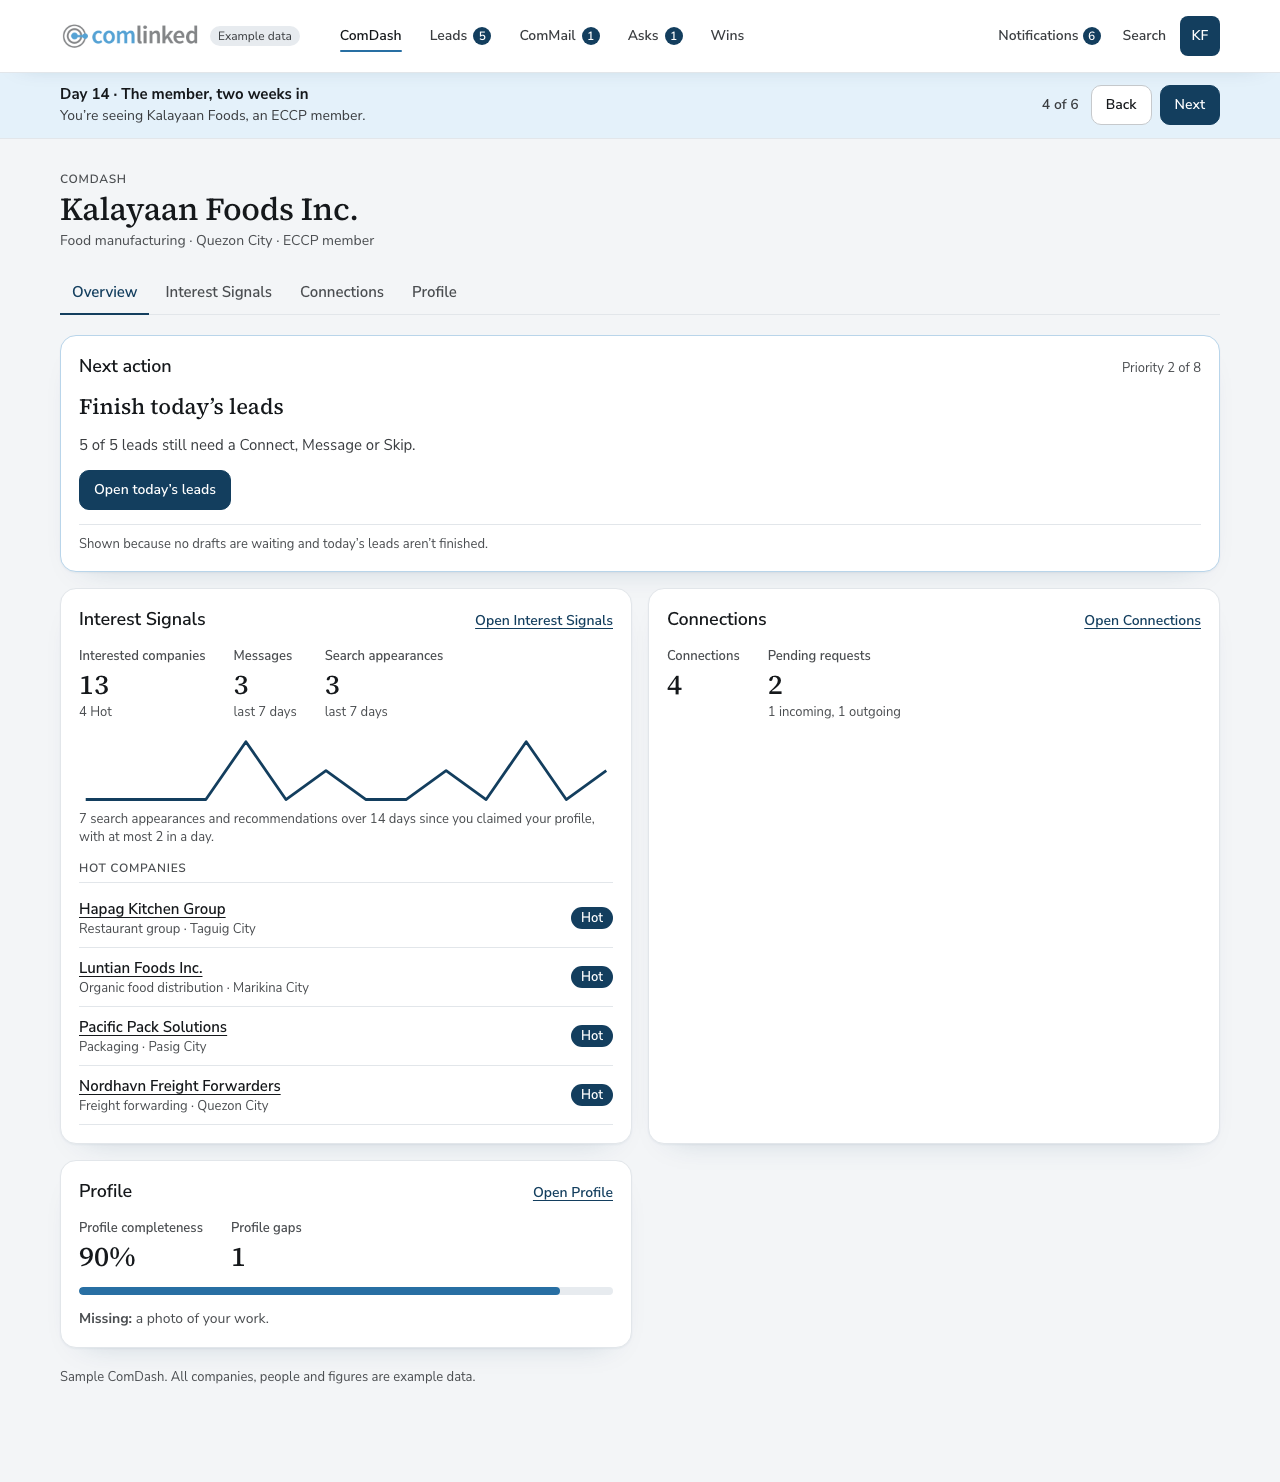 comlinked
Example data
ComDash
Leads 5
ComMail 1
Asks 1
Wins
Notifications 6
Search
KF
Day 14 · The member, two weeks in
You’re seeing Kalayaan Foods, an ECCP member.
4 of 6
Back
Next
COMDASH
Kalayaan Foods Inc.
Food manufacturing · Quezon City · ECCP member
Overview
Interest Signals
Connections
Profile
Next action
Priority 2 of 8
Finish today’s leads
5 of 5 leads still need a Connect, Message or Skip.
Open today’s leads
Shown because no drafts are waiting and today’s leads aren’t finished.
Interest Signals
Open Interest Signals
Interested companies
13
4 Hot
Messages
3
last 7 days
Search appearances
3
last 7 days
7 search appearances and recommendations over 14 days since you claimed your profile,
with at most 2 in a day.
HOT COMPANIES
Hapag Kitchen Group
Restaurant group · Taguig City
Hot
Luntian Foods Inc.
Organic food distribution · Marikina City
Hot
Pacific Pack Solutions
Packaging · Pasig City
Hot
Nordhavn Freight Forwarders
Freight forwarding · Quezon City
Hot
Connections
Open Connections
Connections
4
Pending requests
2
1 incoming, 1 outgoing
Profile
Open Profile
Profile completeness
90%
Profile gaps
1
Missing: a photo of your work.
Sample ComDash. All companies, people and figures are example data.